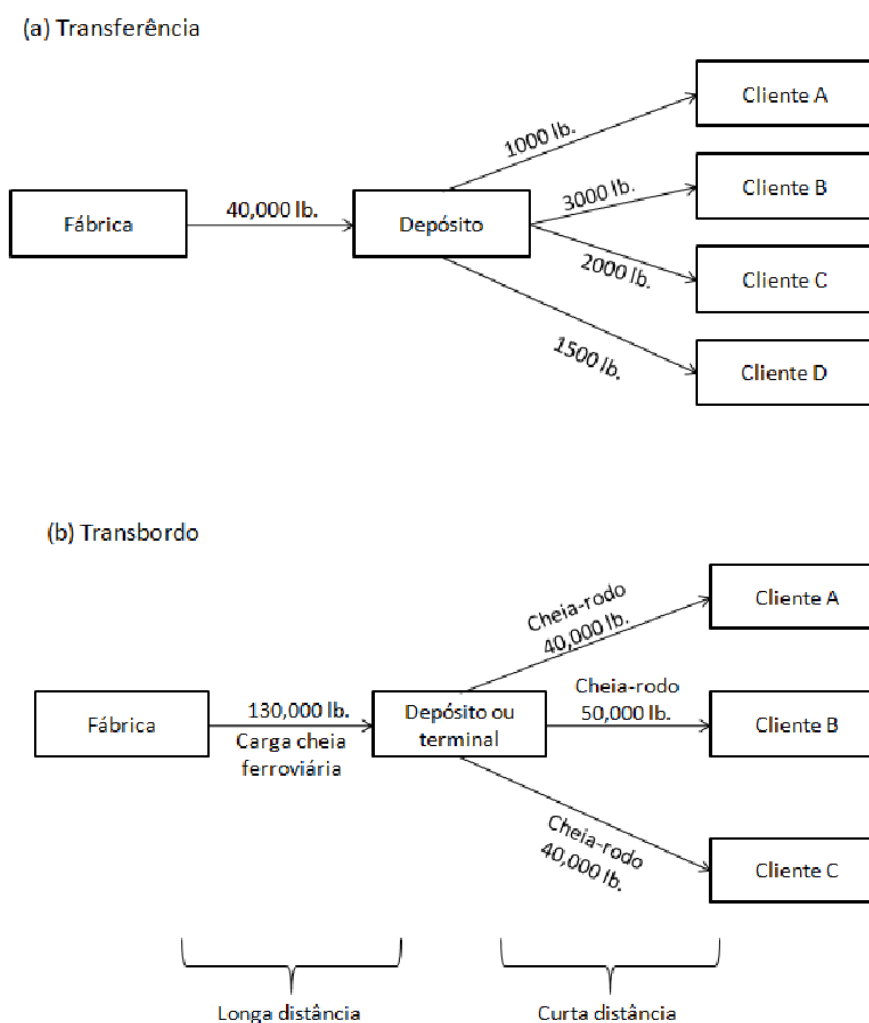 (a) Transferência
Cliente A
1000 lb.
Fábrica
40,000 lb.
Depósito
3000 lb.
Cliente B
2000 lb.
Cliente C
1500 lb.
Cliente D
(b) Transbordo
Cliente A
Cheia-rodo
40,000 lb.
Fábrica
130,000 lb.
Carga cheia
ferroviária
Depósito ou
terminal
Cheia-rodo
50,000 lb.
Cliente B
Cheia-rodo
40,000 lb.
Cliente C
Longa distância
Curta distância